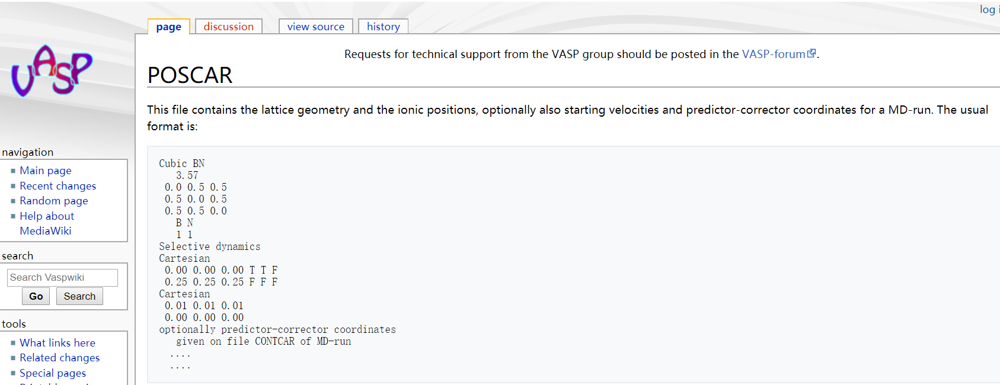 log
page
discussion
view source
history
Requests for technical support from the VASP group should be posted in the VASP-forum.
VASP
POSCAR
This file contains the lattice geometry and the ionic positions, optionally also starting velocities and predictor-corrector coordinates for a MD-run. The usual
format is:
Cubic BN
3.57
0.0 0.5 0.5
0.5 0.0 0.5
0.5 0.5 0.0
B N
1 1
Selective dynamics
Cartesian
0.00 0.00 0.00 T T F
0.25 0.25 0.25 F F F
Cartesian
0.01 0.01 0.01
0.00 0.00 0.00
optionally predictor-corrector coordinates
given on file CONTCAR of MD-run
....
....
navigation
Main page
Recent changes
Random page
Help about
MediaWiki
search
Search Vaspwiki
Go
Search
tools
What links here
Related changes
Special pages